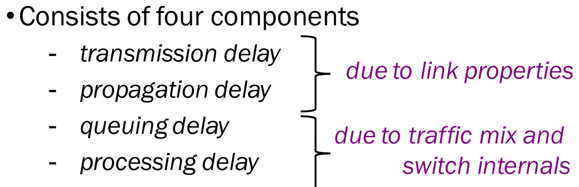 •Consists of four components
- transmission delay
- propagation delay
due to link properties
- queuing delay
- processing delay
due to traffic mix and
switch internals